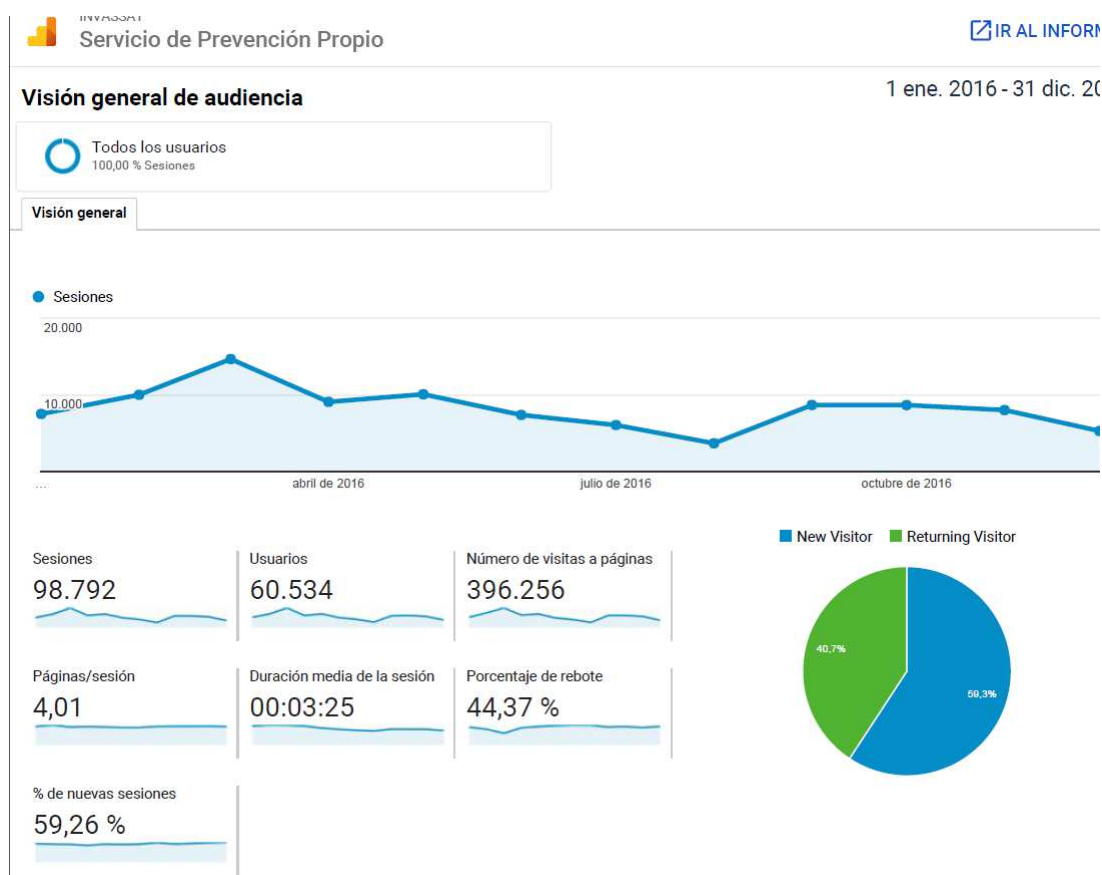 INVASSAT
Servicio de Prevención Propio
IR AL INFORM
Visión general de audiencia
1 ene. 2016 - 31 dic. 20
Todos los usuarios
100,00 % Sesiones
Visión general
Sesiones
20.000
10.000
...
abril de 2016
julio de 2016
octubre de 2016
New Visitor
Returning Visitor
Sesiones
98.792
Usuarios
60.534
Número de visitas a páginas
396.256
Páginas/sesión
4,01
Duración media de la sesión
00:03:25
Porcentaje de rebote
44,37 %
40,7%
59,3%
% de nuevas sesiones
59,26 %